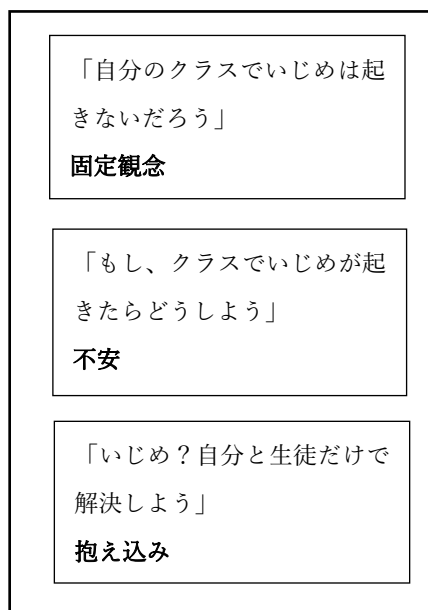 「自分のクラスでいじめは起
きないだろう」
固定観念
「もし、クラスでいじめが起
きたらどうしよう」
不安
「いじめ？自分と生徒だけで
解決しよう」
抱え込み